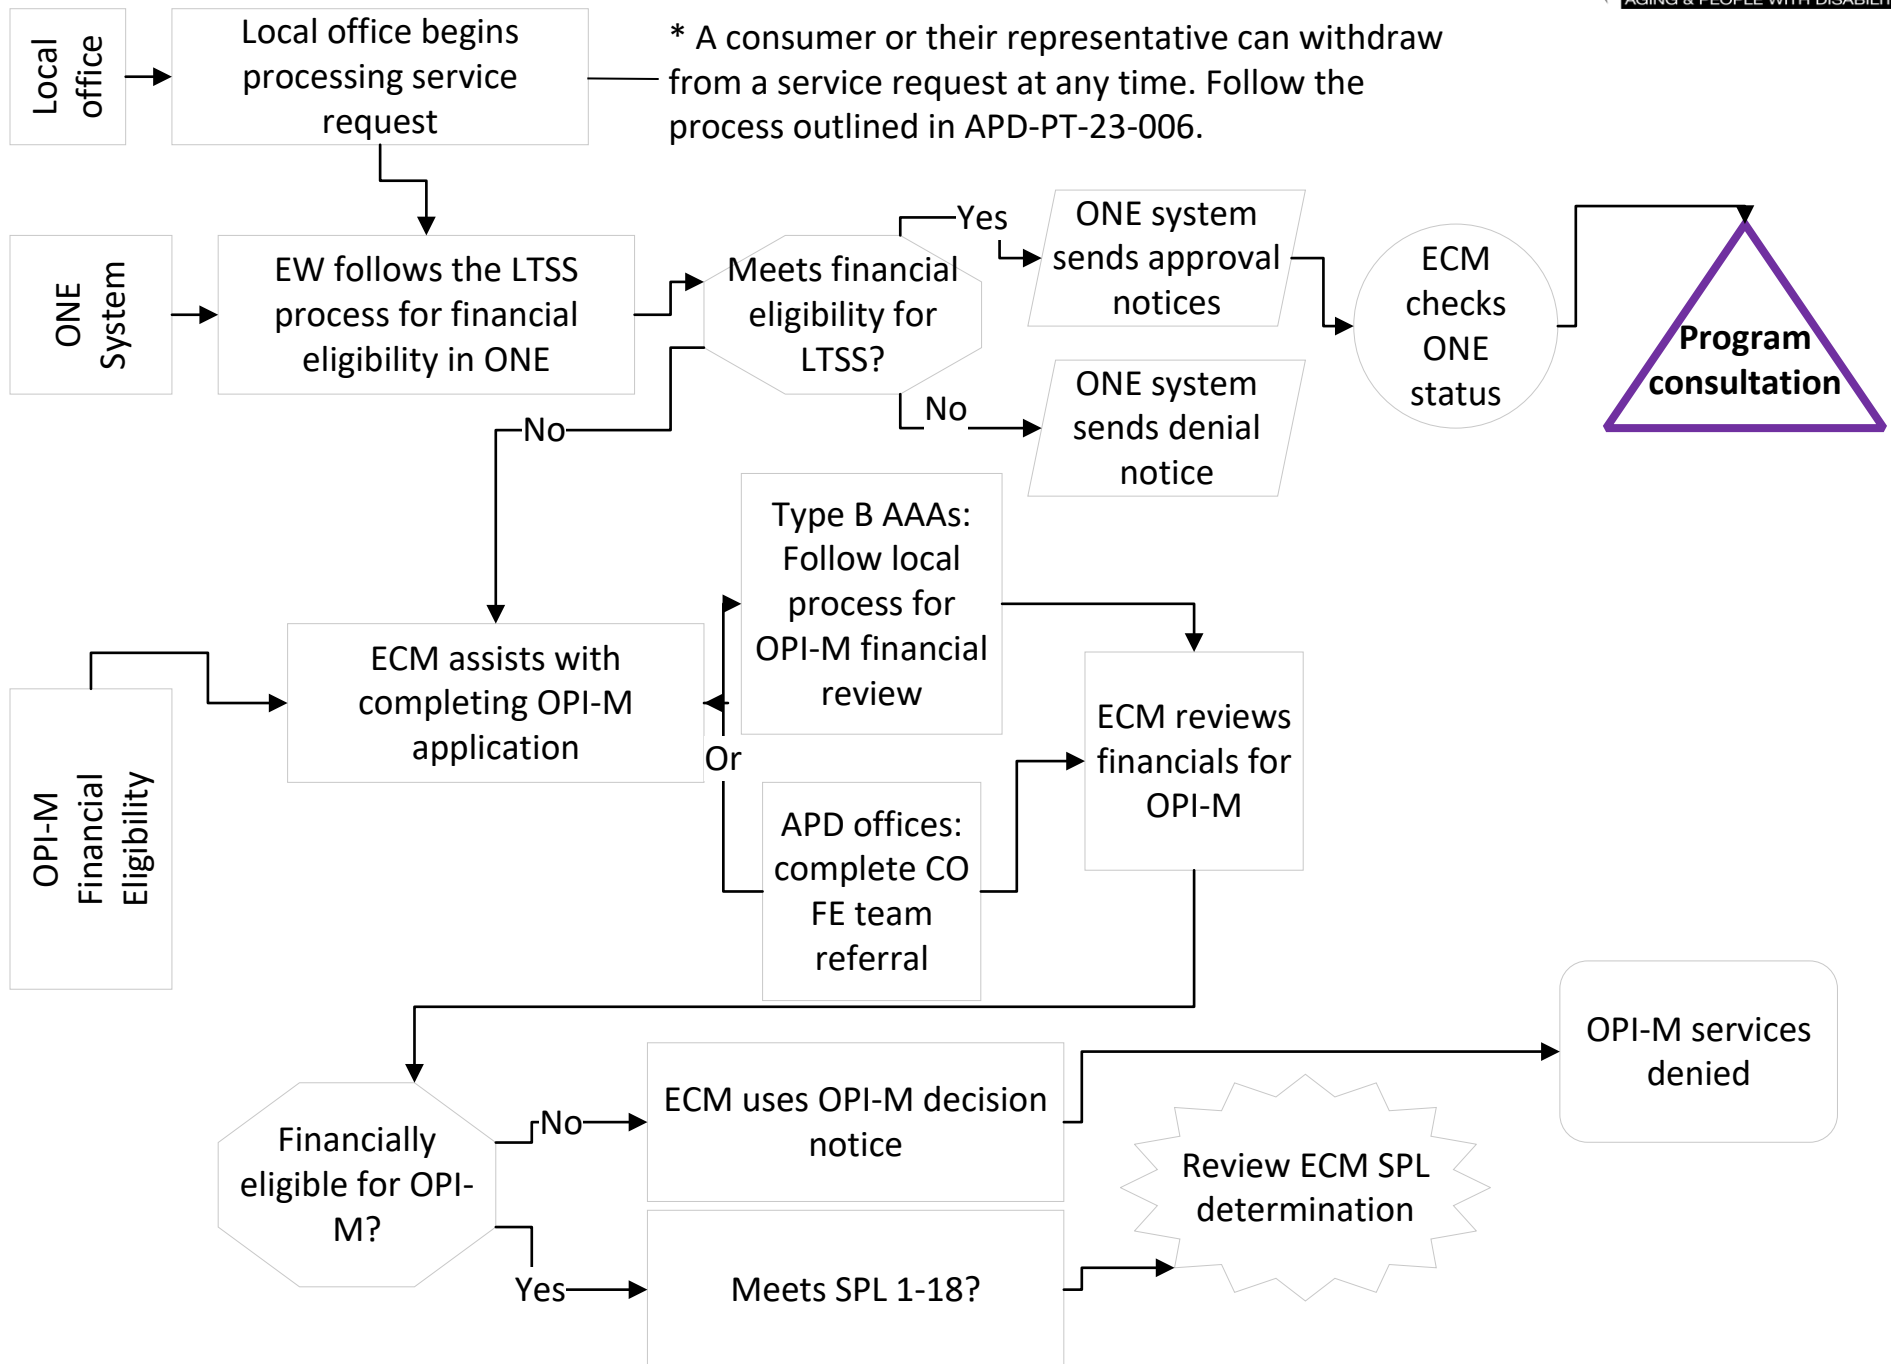 AGING & PEOPLE WITH DISABILIT
Local
office
Local office begins
processing service
request
* A consumer or their representative can withdraw
from a service request at any time. Follow the
process outlined in APD-PT-23-006.
ONE
System
EW follows the LTSS
process for financial
eligibility in ONE
Meets financial
eligibility for
LTSS?
Yes
ONE system
sends approval
notices
ECM
checks
ONE
status
Program
consultation
No
ONE system
sends denial
notice
No
OPI-M
Financial
Eligibility
ECM assists with
completing OPI-M
application
Type B AAAs:
Follow local
process for
OPI-M financial
review
Or
APD offices:
complete CO
FE team
referral
ECM reviews
financials for
OPI-M
Financially
eligible for OPI-
M?
No
ECM uses OPI-M decision
notice
OPI-M services
denied
Yes
Meets SPL 1-18?
Review ECM SPL
determination